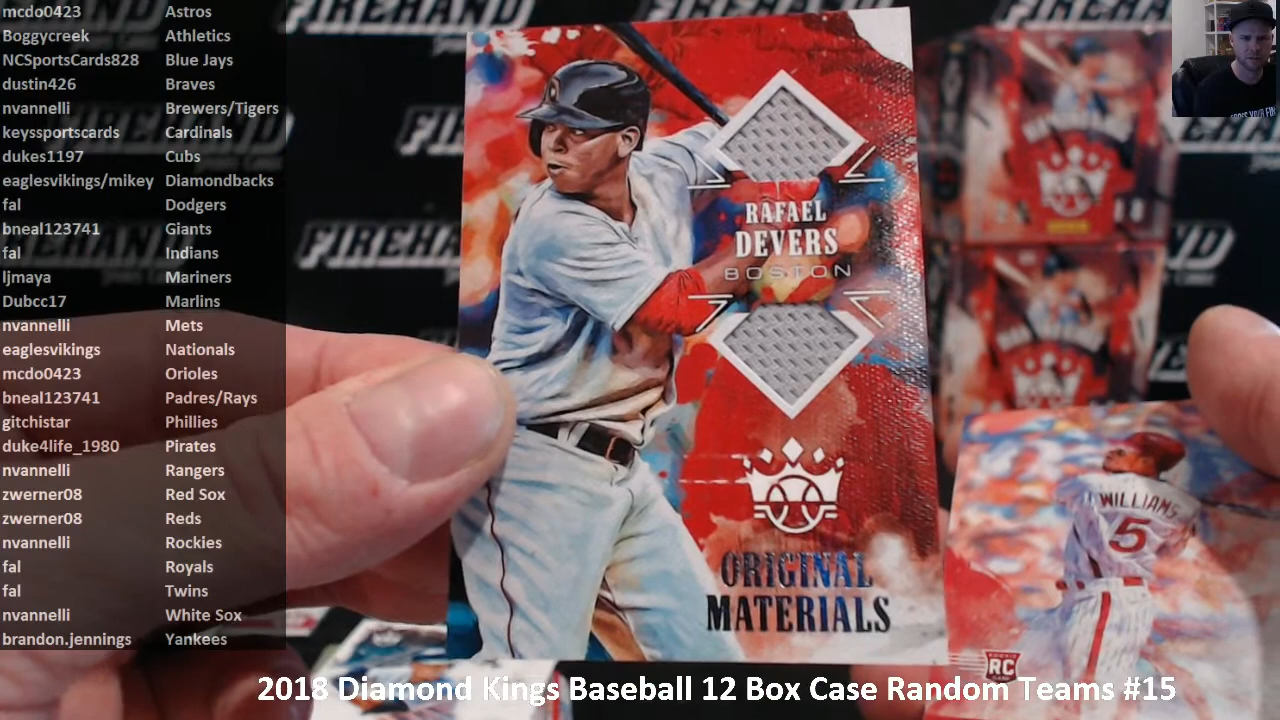 mcdo0423 Astros
Boggycreek Athletics
NCSportsCards828 Blue Jays
dustin426 Braves
nvannelli Brewers/Tigers
keyssportscards Cardinals
dukes1197 Cubs
eaglesvikings/mikey Diamondbacks
fal Dodgers
bneal123741 Giants
fal Indians
ljmaya Mariners
Dubcc17 Marlins
nvannelli Mets
eaglesvikings Nationals
mcdo0423 Orioles
bneal123741 Padres/Rays
gitchistar Phillies
duke4life_1980 Pirates
nvannelli Rangers
zwerner08 Red Sox
zwerner08 Reds
nvannelli Rockies
fal Royals
fal Twins
nvannelli White Sox
brandon.jennings Yankees
FIREHAND
RAFAEL
DEVERS
BOSTON
ORIGINAL
MATERIALS
WILLIAMS
5
RC
2018 Diamond Kings Baseball 12 Box Case Random Teams #15